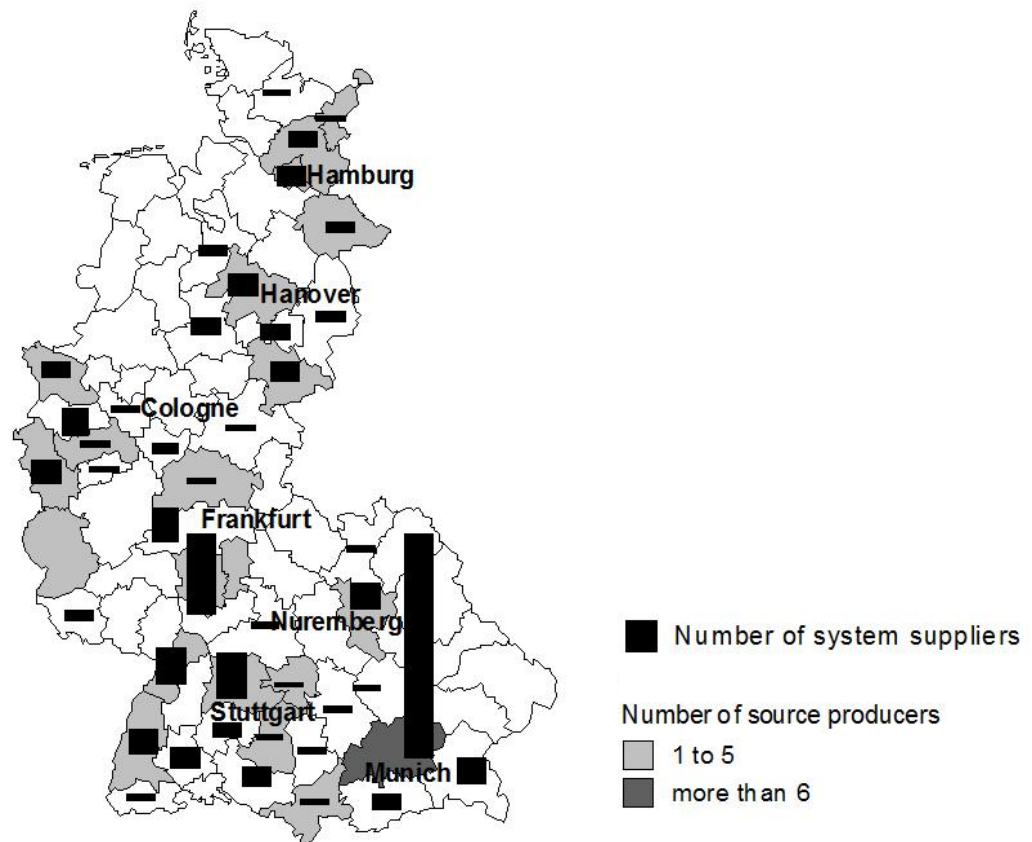 Hamburg
Hanover
Cologne
Frankfurt
Nuremberg
Stuttgart
Munich
Number of system suppliers
Number of source producers
1 to 5
more than 6